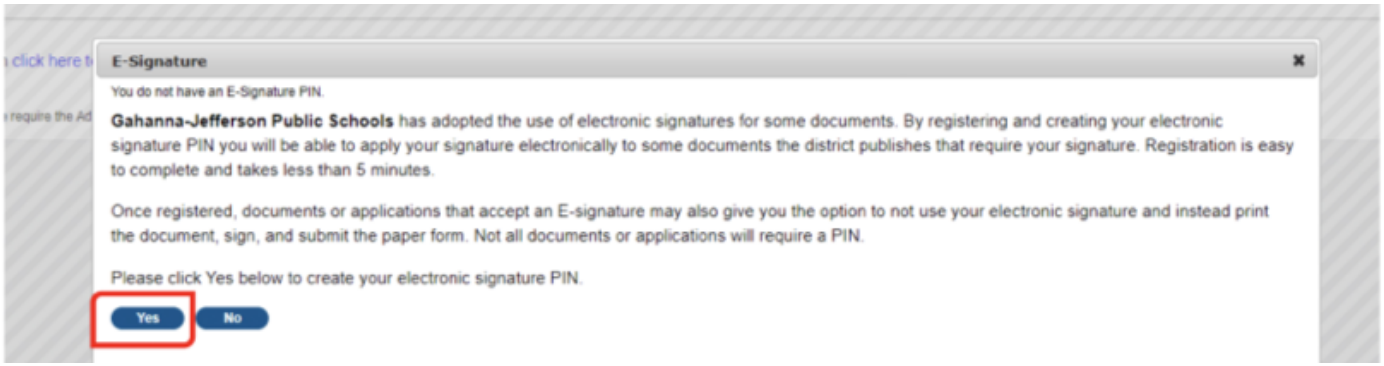 click here t
E-Signature
You do not have an E-Signature PIN.
require the Ad
Gahanna-Jefferson Public Schools has adopted the use of electronic signatures for some documents. By registering and creating your electronic
signature PIN you will be able to apply your signature electronically to some documents the district publishes that require your signature. Registration is easy
to complete and takes less than 5 minutes.
Once registered, documents or applications that accept an E-signature may also give you the option to not use your electronic signature and instead print
the document, sign, and submit the paper form. Not all documents or applications will require a PIN.
Please click Yes below to create your electronic signature PIN.
Yes No